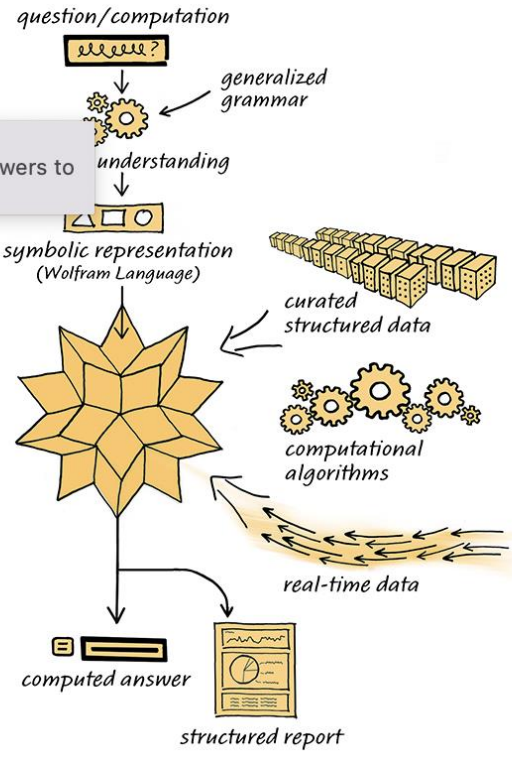 question/computation
?
generalized
grammar
wers to
understanding
symbolic representation
(Wolfram Language)
curated
structured data
computational
algorithms
real-time data
computed answer
structured report